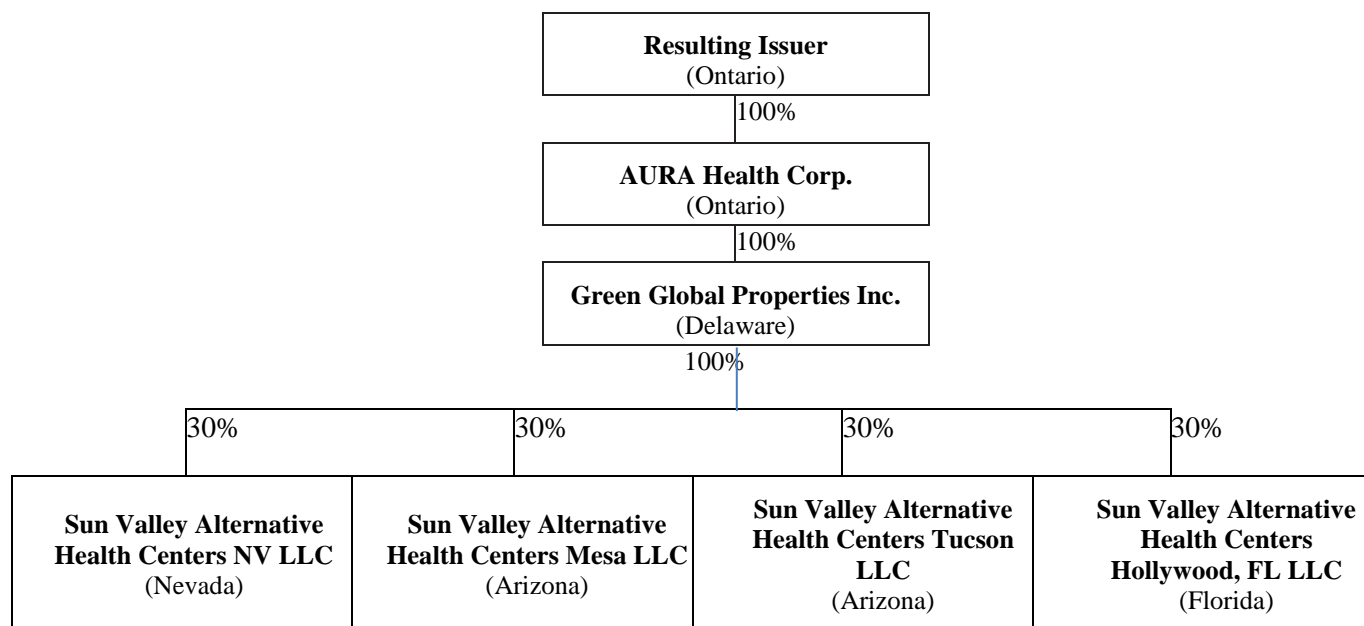 Resulting Issuer
(Ontario)
100%
AURA Health Corp.
(Ontario)
100%
Green Global Properties Inc.
(Delaware)
100%
30%
30%
30%
30%
Sun Valley Alternative
Health Centers NV LLC
(Nevada)
Sun Valley Alternative
Health Centers Mesa LLC
(Arizona)
Sun Valley Alternative
Health Centers Tucson
LLC
(Arizona)
Sun Valley Alternative
Health Centers
Hollywood, FL LLC
(Florida)